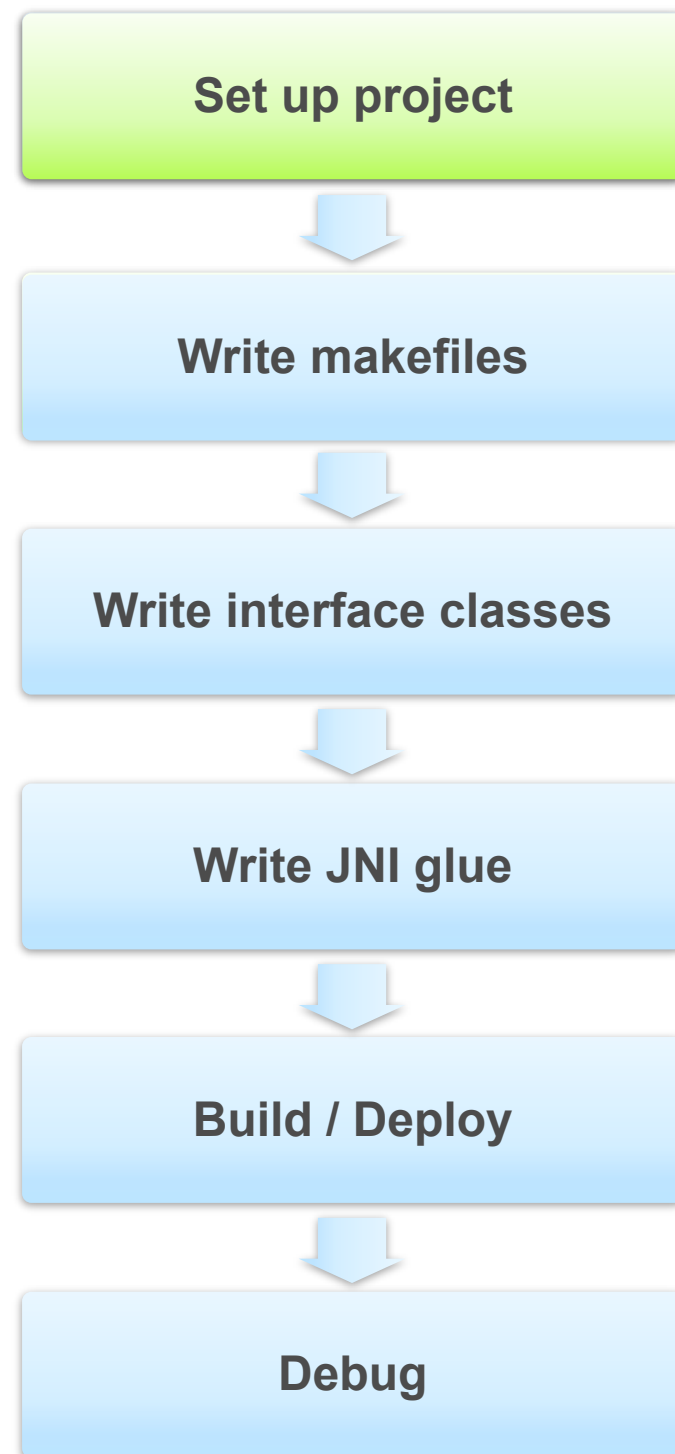 Set up project
Write makefiles
Write interface classes
Write JNI glue
Build / Deploy
Debug